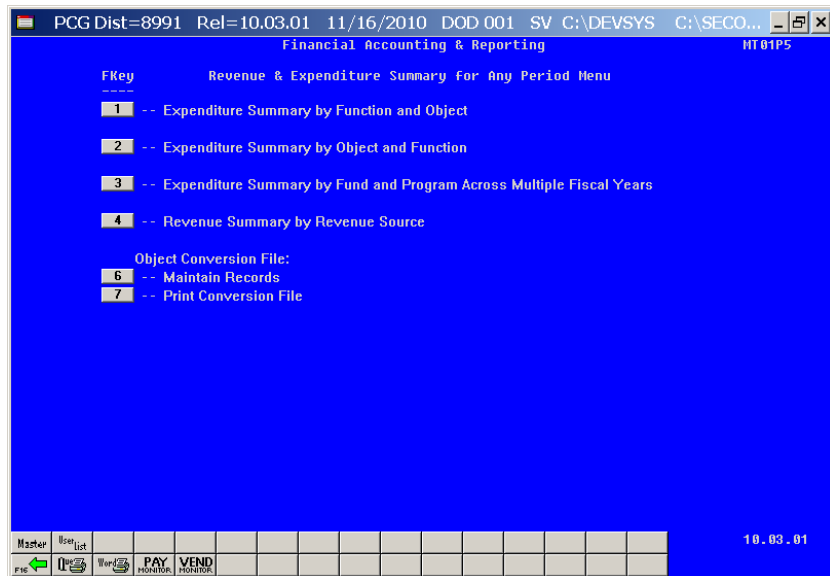 PCG Dist=8991 Rel=10.03.01 11/16/2010 DOD 001 SV C:\DEVSYS C:\SECO...
Financial Accounting & Reporting MT01P5
FKey Revenue & Expenditure Summary for Any Period Menu
----
1 -- Expenditure Summary by Function and Object
2 -- Expenditure Summary by Object and Function
3 -- Expenditure Summary by Fund and Program Across Multiple Fiscal Years
4 -- Revenue Summary by Revenue Source
Object Conversion File:
6 -- Maintain Records
7 -- Print Conversion File
Master User list 10.03.01
F16 Que Word PAY MONITOR VEND MONITOR